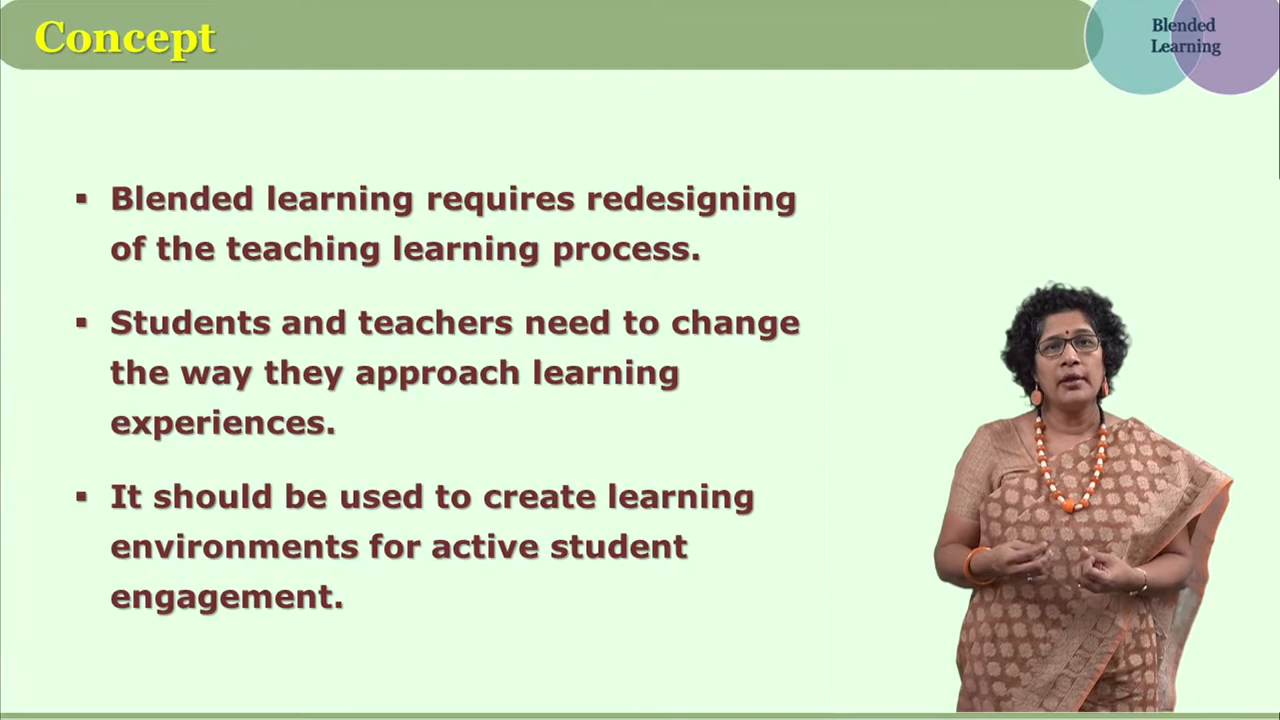 Concept
Blended
Learning
▪ Blended learning requires redesigning
of the teaching learning process.
▪ Students and teachers need to change
the way they approach learning
experiences.
▪ It should be used to create learning
environments for active student
engagement.